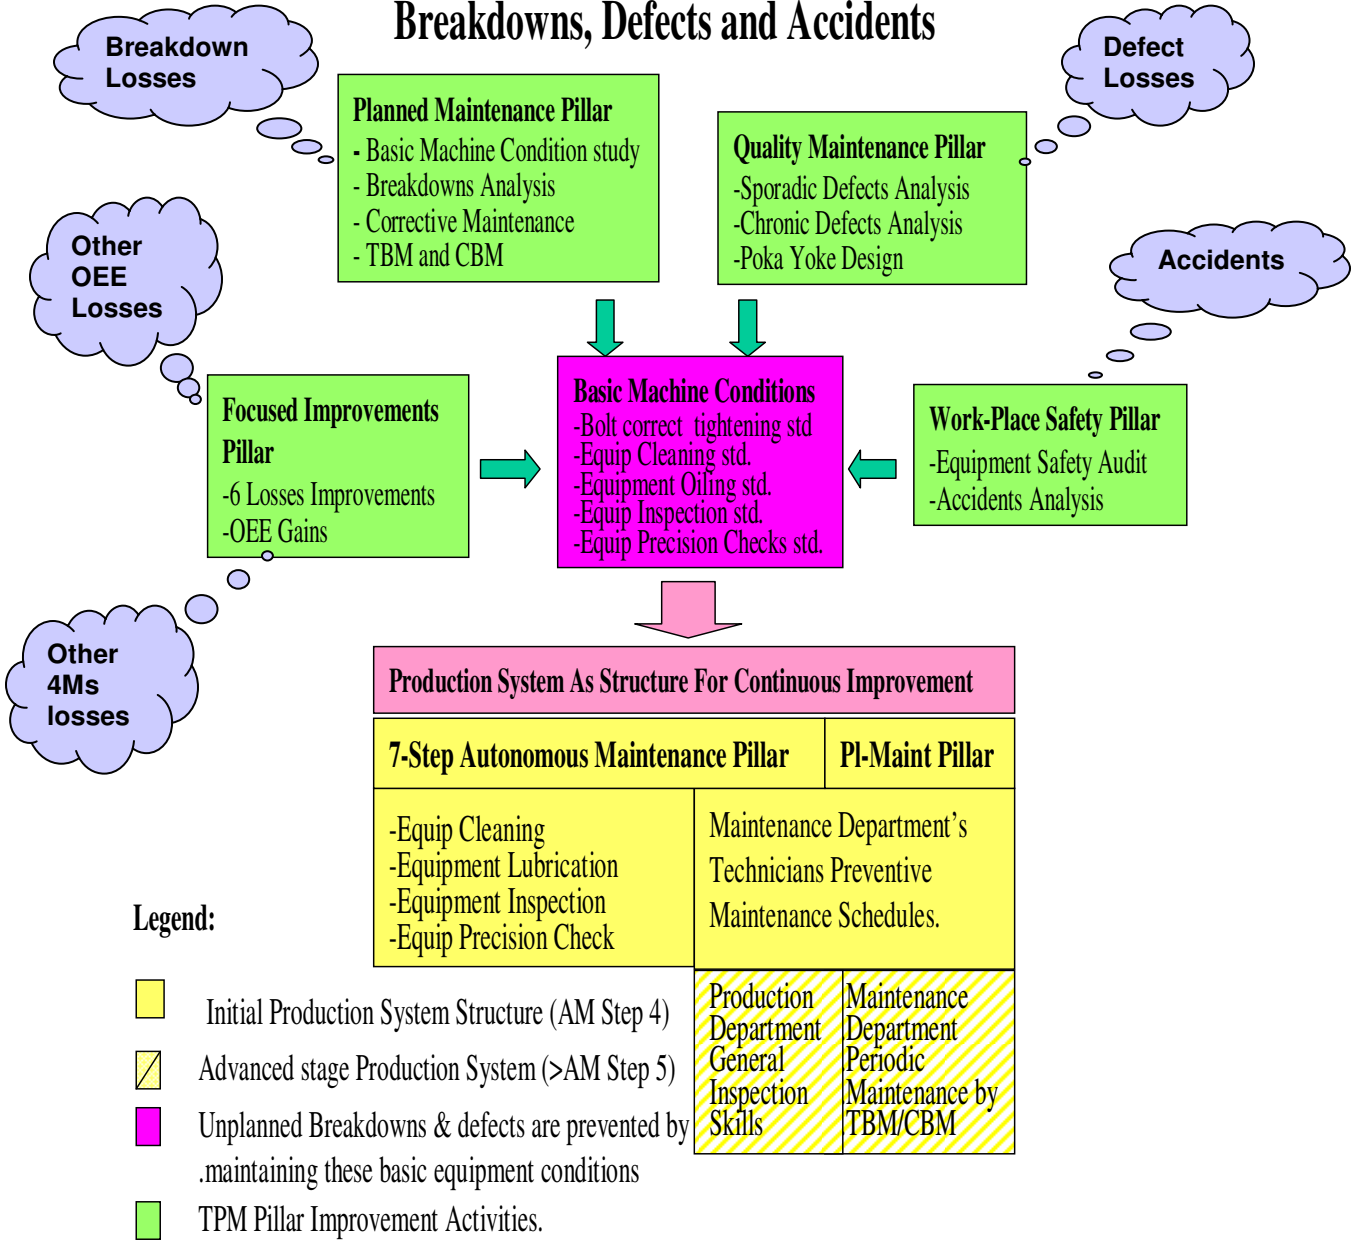 Breakdowns, Defects and Accidents
Breakdown
Losses
Defect
Losses
Planned Maintenance Pillar
- Basic Machine Condition study
- Breakdowns Analysis
- Corrective Maintenance
- TBM and CBM
Quality Maintenance Pillar
-Sporadic Defects Analysis
-Chronic Defects Analysis
-Poka Yoke Design
Other
OEE
Losses
Accidents
Focused Improvements
Pillar
-6 Losses Improvements
-OEE Gains
Basic Machine Conditions
-Bolt correct tightening std
-Equip Cleaning std.
-Equipment Oiling std.
-Equip Inspection std.
-Equip Precision Checks std.
Work-Place Safety Pillar
-Equipment Safety Audit
-Accidents Analysis
Other
4Ms
losses
Production System As Structure For Continuous Improvement
7-Step Autonomous Maintenance Pillar
Pl-Maint Pillar
-Equip Cleaning
-Equipment Lubrication
-Equipment Inspection
-Equip Precision Check
Maintenance Department’s
Technicians Preventive
Maintenance Schedules.
Production
Department
General
Inspection
Skills
Maintenance
Department
Periodic
Maintenance by
TBM/CBM
Legend:
Initial Production System Structure (AM Step 4)
Advanced stage Production System (>AM Step 5)
Unplanned Breakdowns & defects are prevented by
.maintaining these basic equipment conditions
TPM Pillar Improvement Activities.